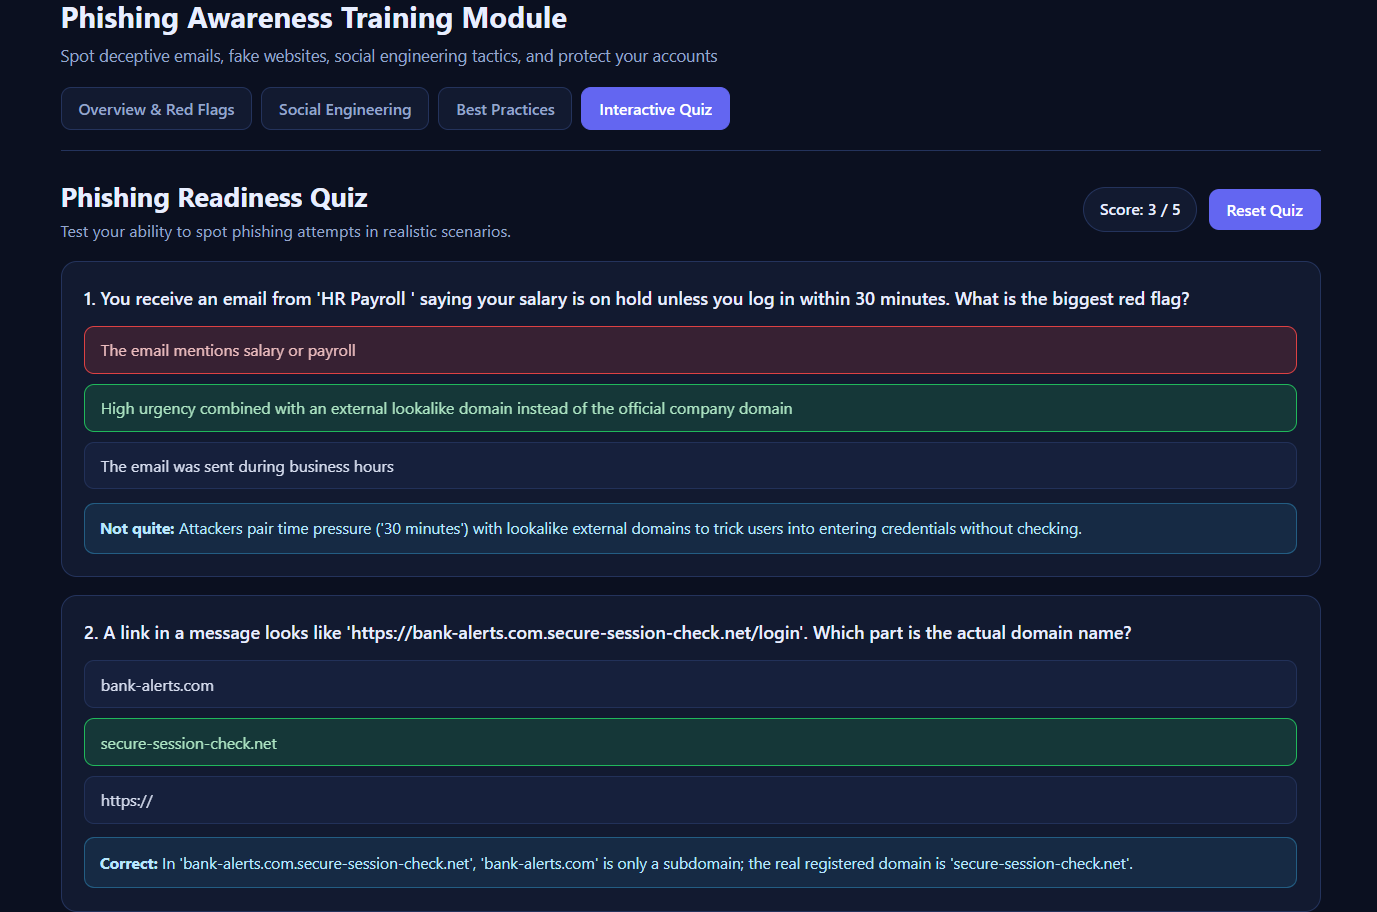 Phishing Awareness Training Module
Spot deceptive emails, fake websites, social engineering tactics, and protect your accounts
Overview & Red Flags
Social Engineering
Best Practices
Interactive Quiz
Phishing Readiness Quiz
Test your ability to spot phishing attempts in realistic scenarios.
Score: 3 / 5
Reset Quiz
1. You receive an email from 'HR Payroll ' saying your salary is on hold unless you log in within 30 minutes. What is the biggest red flag?
The email mentions salary or payroll
High urgency combined with an external lookalike domain instead of the official company domain
The email was sent during business hours
Not quite: Attackers pair time pressure ('30 minutes') with lookalike external domains to trick users into entering credentials without checking.
2. A link in a message looks like 'https://bank-alerts.com.secure-session-check.net/login'. Which part is the actual domain name?
bank-alerts.com
secure-session-check.net
https://
Correct: In 'bank-alerts.com.secure-session-check.net', 'bank-alerts.com' is only a subdomain; the real registered domain is 'secure-session-check.net'.